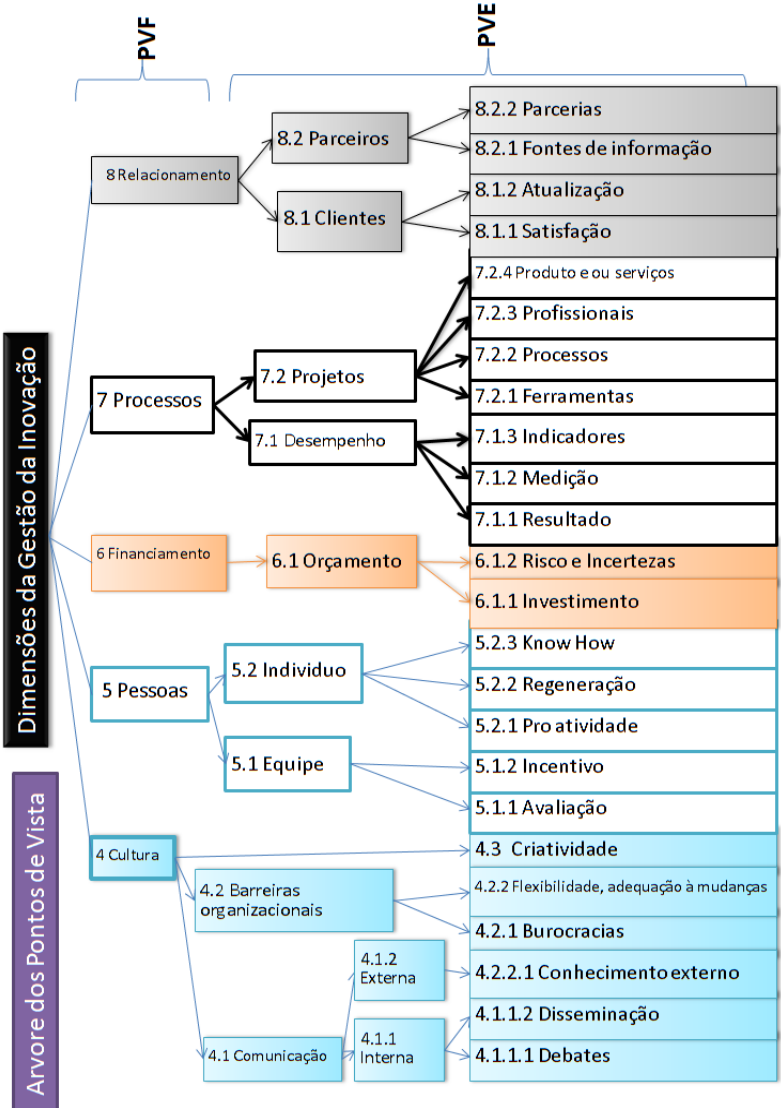 PVF
PVE
8.2.2 Parcerias
8.2 Parceiros
8.2.1 Fontes de informação
8 Relacionamento
8.1.2 Atualização
8.1 Clientes
8.1.1 Satisfação
7.2.4 Produto e ou serviços
7.2.3 Profissionais
7.2 Projetos
7.2.2 Processos
7 Processos
7.2.1 Ferramentas
7.1 Desempenho
7.1.3 Indicadores
7.1.2 Medição
7.1.1 Resultado
Dimensões da Gestão da Inovação
6 Financiamento
6.1 Orçamento
6.1.2 Risco e Incertezas
6.1.1 Investimento
5.2.3 Know How
5.2 Individuo
5.2.2 Regeneração
5 Pessoas
5.2.1 Pro atividade
5.1 Equipe
5.1.2 Incentivo
5.1.1 Avaliação
Arvore dos Pontos de Vista
4 Cultura
4.3 Criatividade
4.2 Barreiras
organizacionais
4.2.2 Flexibilidade, adequação à mudanças
4.2.1 Burocracias
4.1.2
Externa
4.2.2.1 Conhecimento externo
4.1 Comunicação
4.1.1
Interna
4.1.1.2 Disseminação
4.1.1.1 Debates